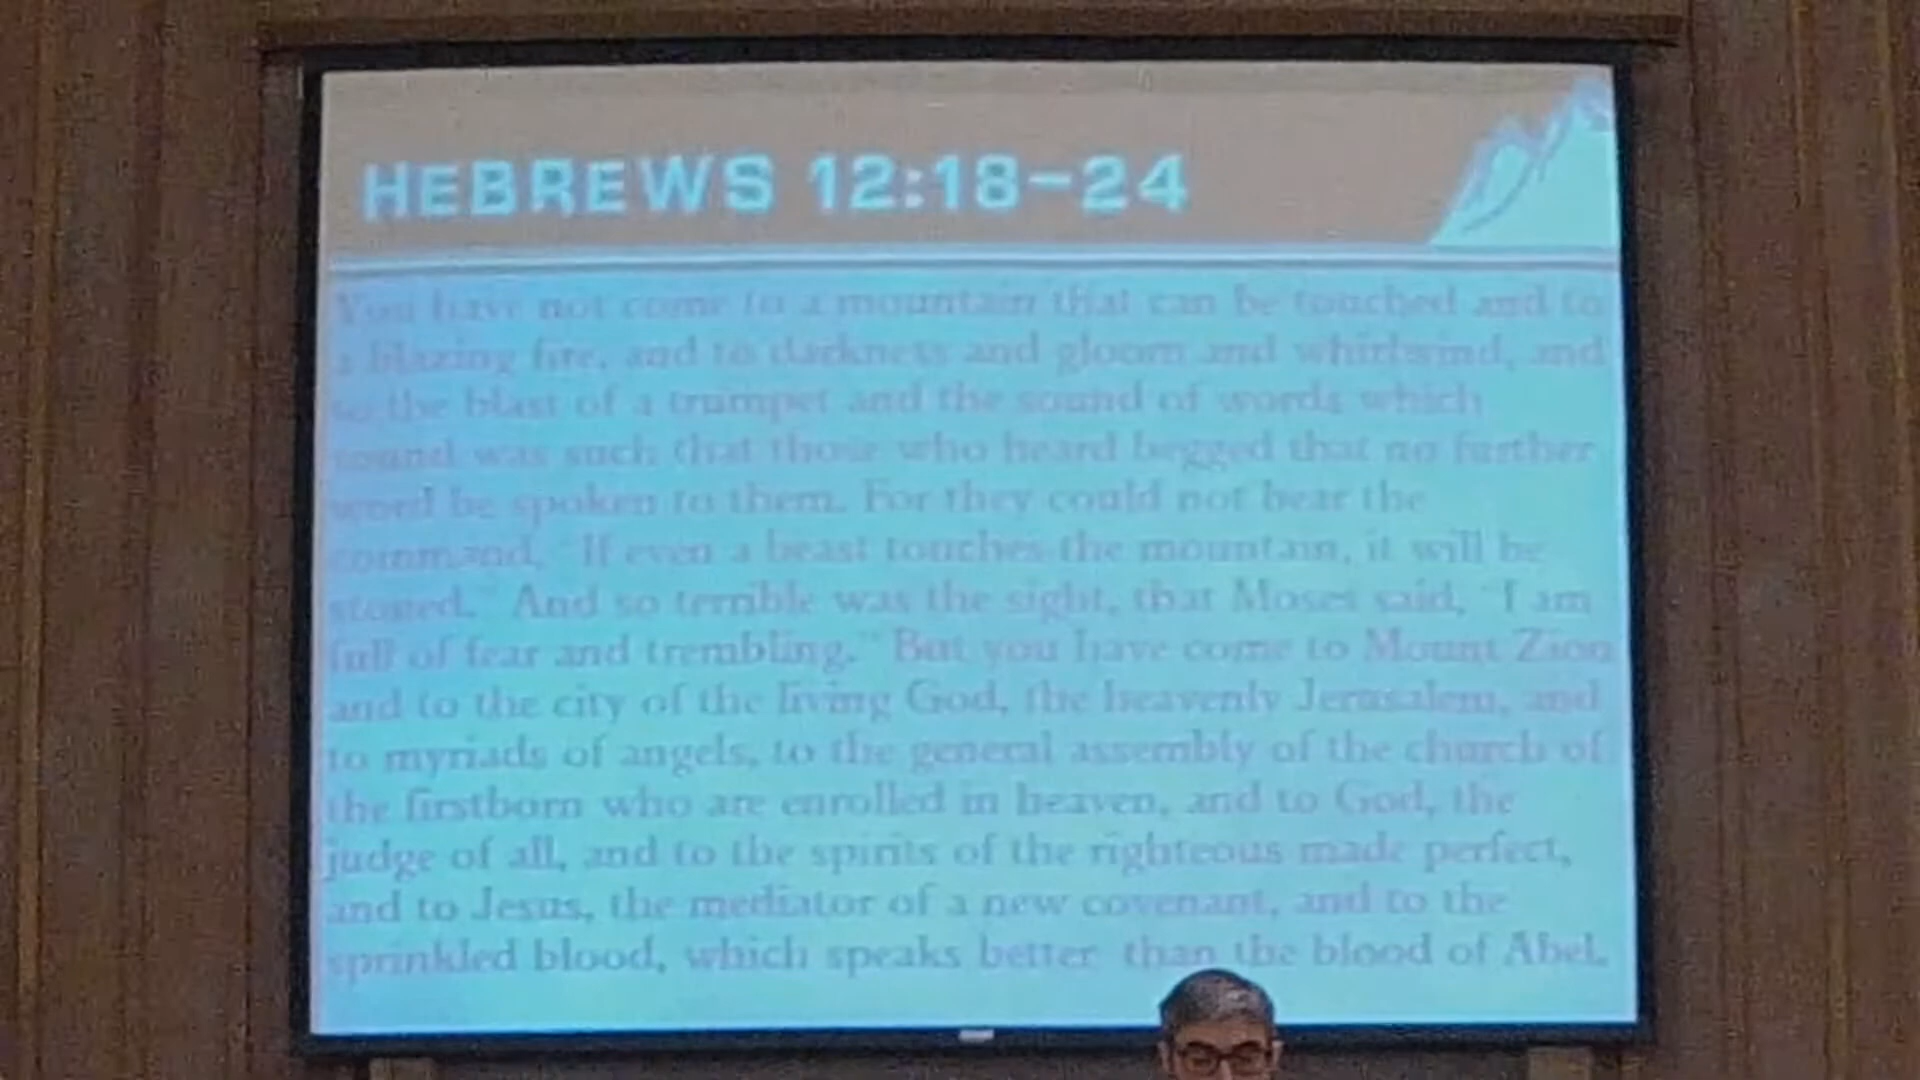 HEBREWS 12:18-24
You have not come to a mountain that can be touched and to
a blazing fire, and to darkness and gloom and whirlwind, and
to the blast of a trumpet and the sound of words which
sound was such that those who heard begged that no further
word be spoken to them. For they could not bear the
command, "If even a beast touches the mountain, it will be
stoned." And so terrible was the sight, that Moses said, "I am
full of fear and trembling." But you have come to Mount Zion
and to the city of the living God, the heavenly Jerusalem, and
to myriads of angels, to the general assembly of the church of
the firstborn who are enrolled in heaven, and to God, the
judge of all, and to the spirits of the righteous made perfect,
and to Jesus, the mediator of a new covenant, and to the
sprinkled blood, which speaks better than the blood of Abel.